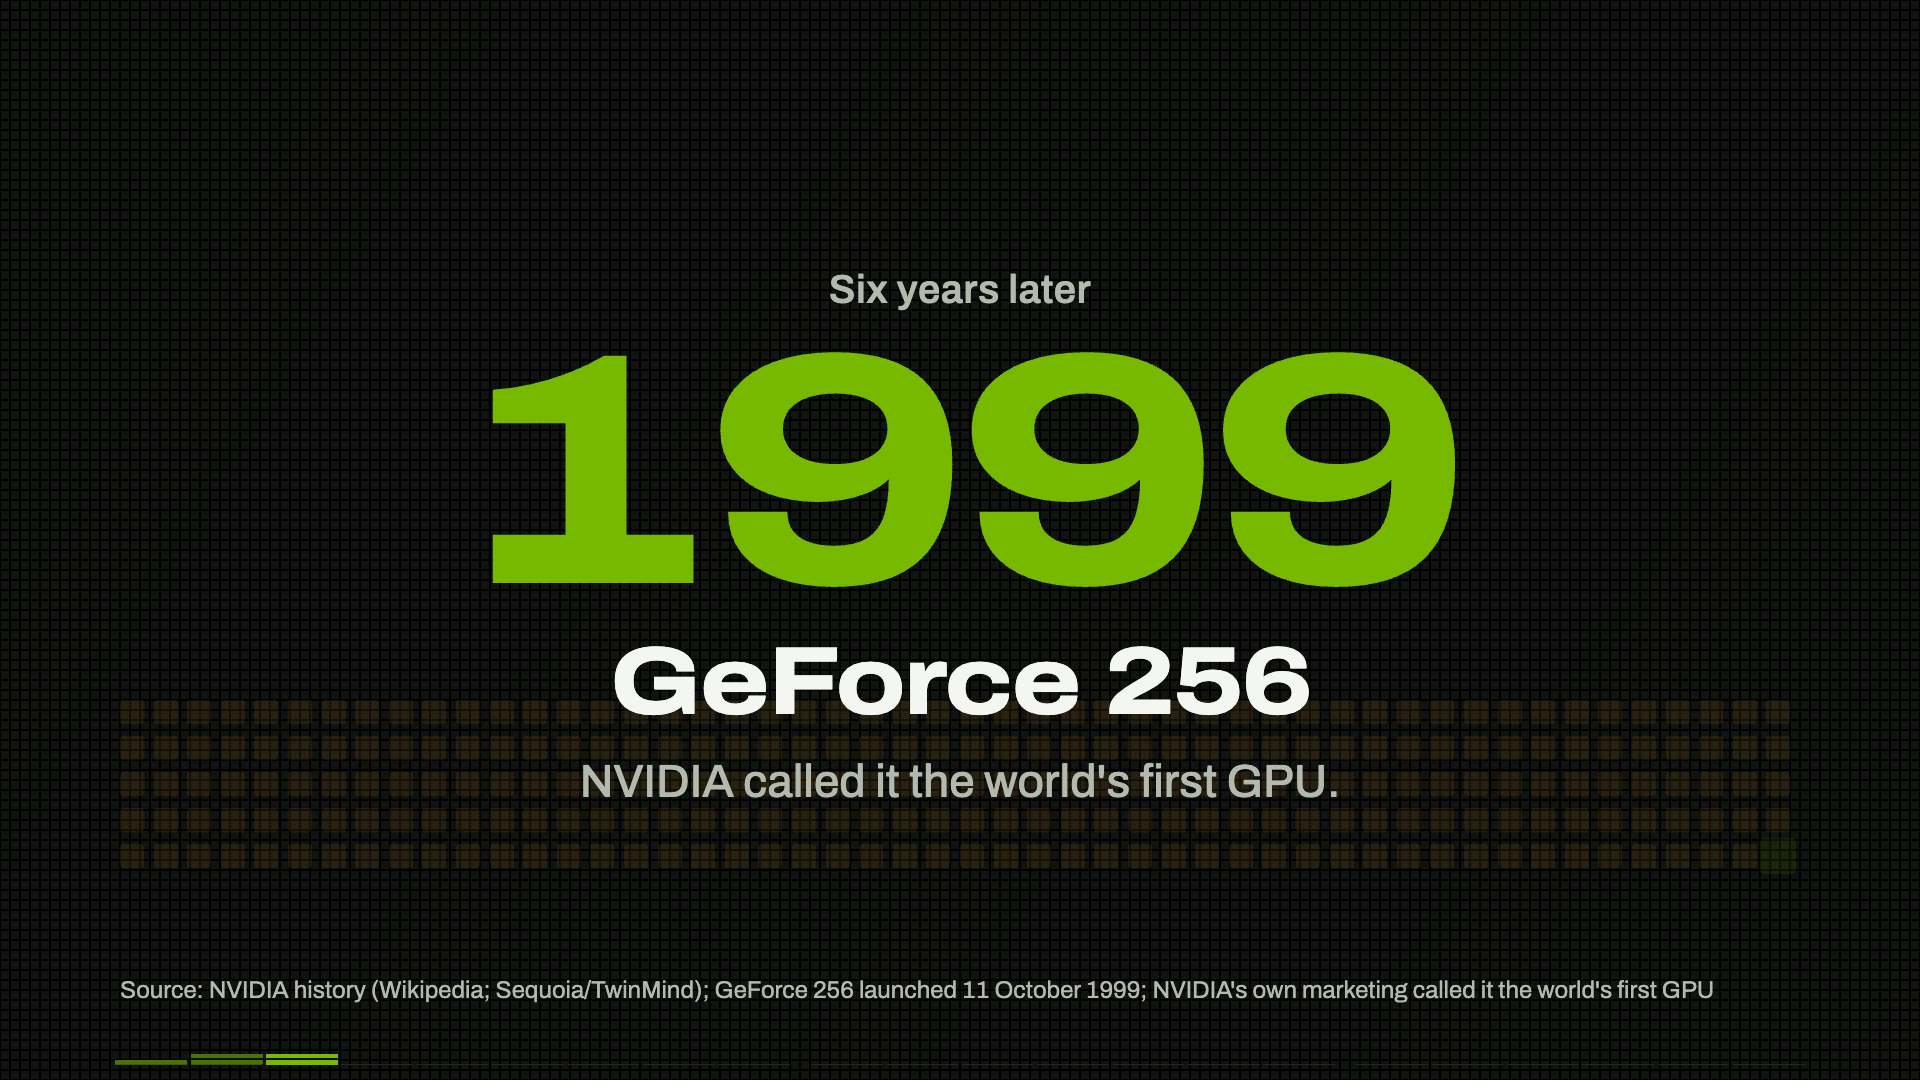 Six years later
1999
GeForce 256
NVIDIA called it the world's first GPU.
Source: NVIDIA history (Wikipedia; Sequoia/TwinMind); GeForce 256 launched 11 October 1999; NVIDIA's own marketing called it the world's first GPU